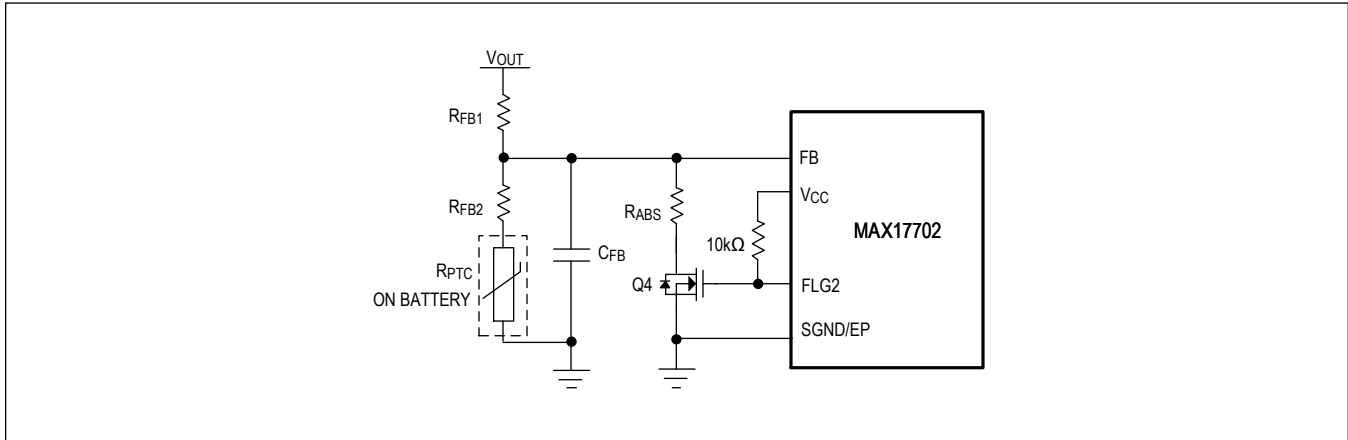 VOUT
RFB1
RFB2
RPTC
ON BATTERY
CFB
RABS
10kΩ
Q4
FB
VCC
MAX17702
FLG2
SGND/EP